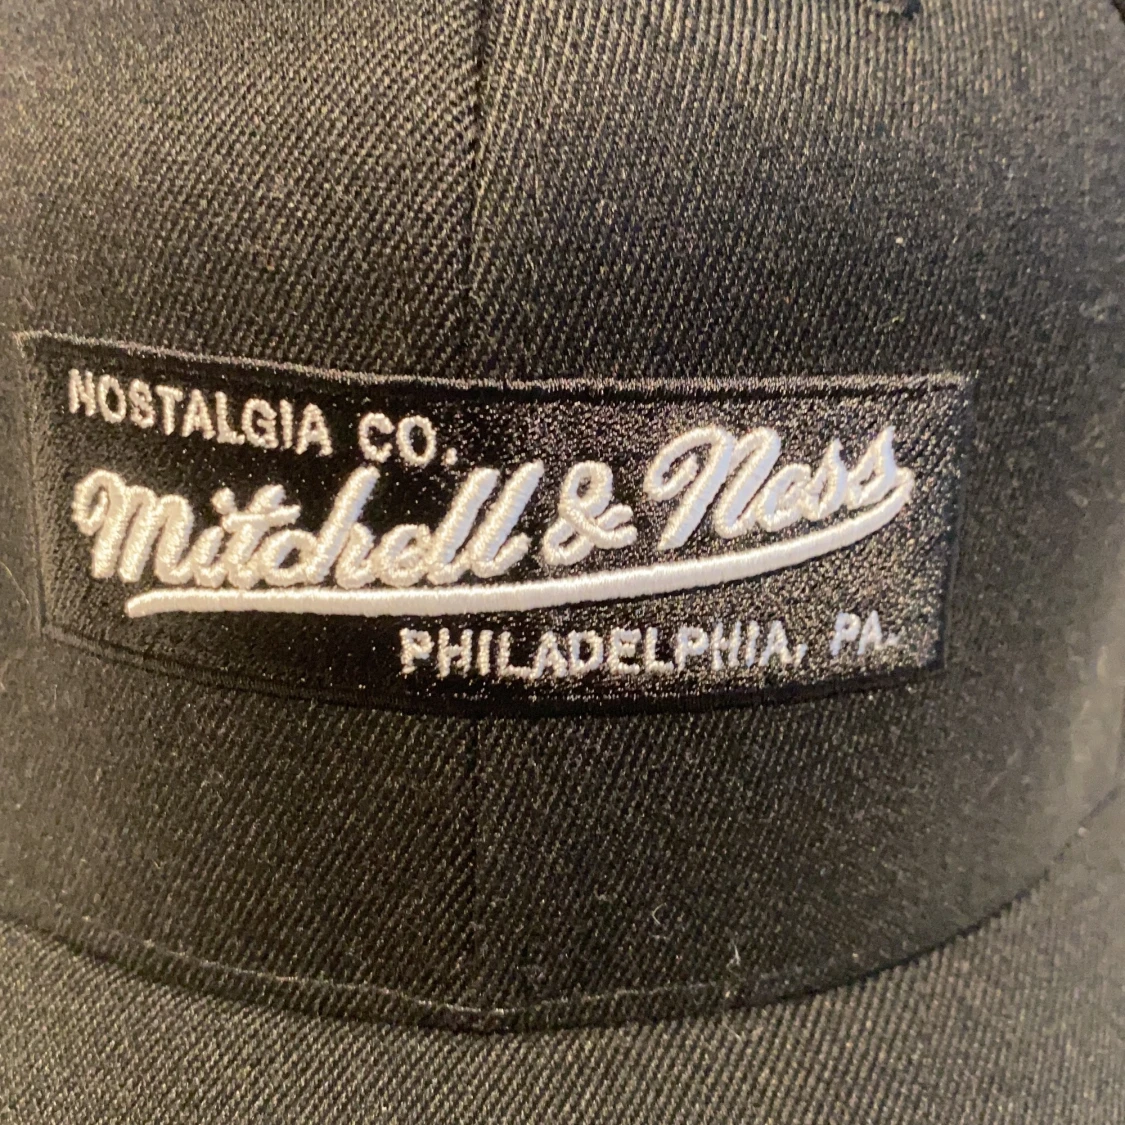 NOSTALGIA CO.
Mitchell & Ness
PHILADELPHIA, PA.